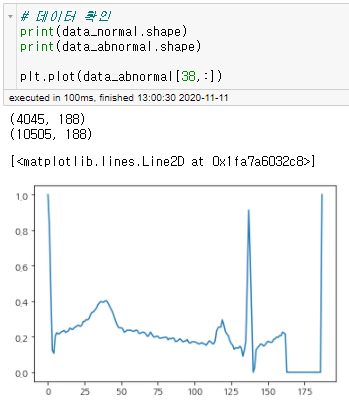 # 데이터 확인
print(data_normal.shape)
print(data_abnormal.shape)
plt.plot(data_abnormal[38,:])
executed in 100ms, finished 13:00:30 2020-11-11
(4045, 188)
(10505, 188)
[<matplotlib.lines.Line2D at 0x1fa7a6032c8>]
1.0
0.8
0.6
0.4
0.2
0.0
0 25 50 75 100 125 150 175